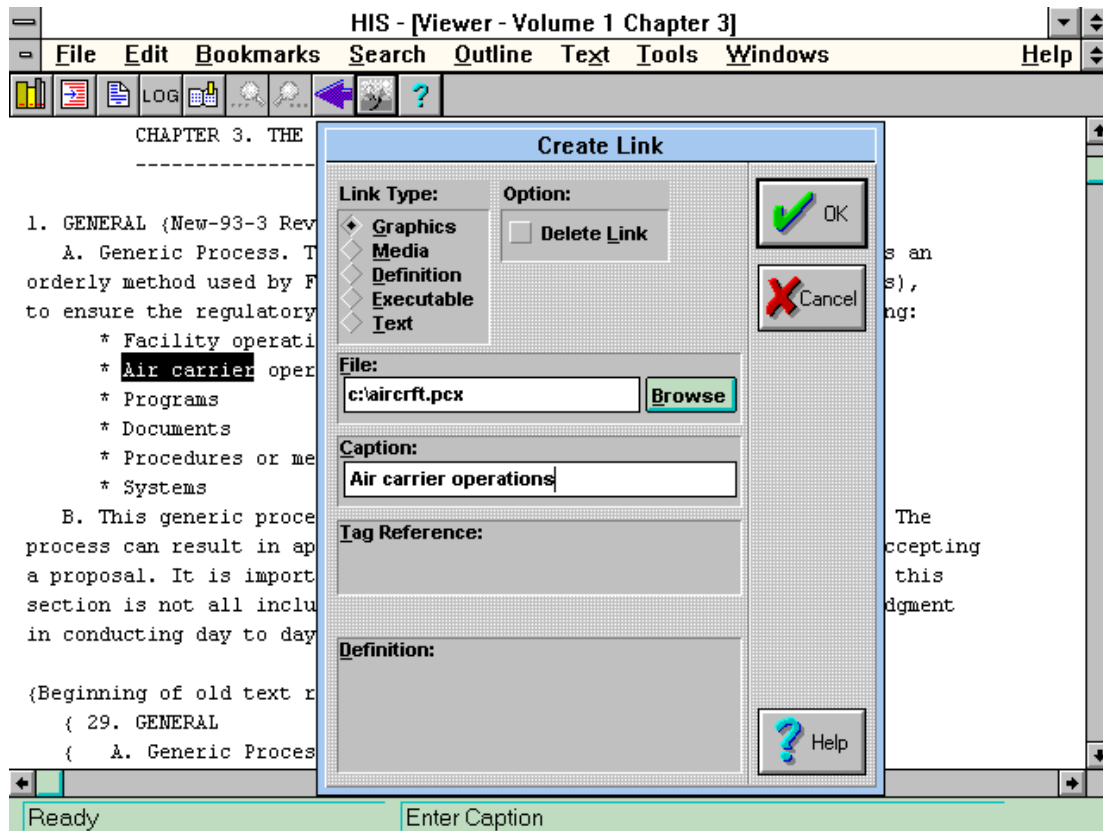 HIS - [Viewer - Volume 1 Chapter 3]
File Edit Bookmarks Search Outline Text Tools Windows Help
LOG ?
CHAPTER 3. THE
---------------
1. GENERAL {New-93-3 Rev
A. Generic Process. T
s an
orderly method used by F
s),
to ensure the regulatory
ng:
* Facility operati
* Air carrier oper
* Programs
* Documents
* Procedures or me
* Systems
B. This generic proce
The
process can result in ap
ccepting
a proposal. It is import
this
section is not all inclu
dgment
in conducting day to day
{Beginning of old text r
{ 29. GENERAL
{ A. Generic Proces
Create Link
Link Type:
Graphics
Media
Definition
Executable
Text
Option:
Delete Link
OK
Cancel
File:
c:\aircrft.pcx
Browse
Caption:
Air carrier operations
Tag Reference:
Definition:
? Help
Ready
Enter Caption